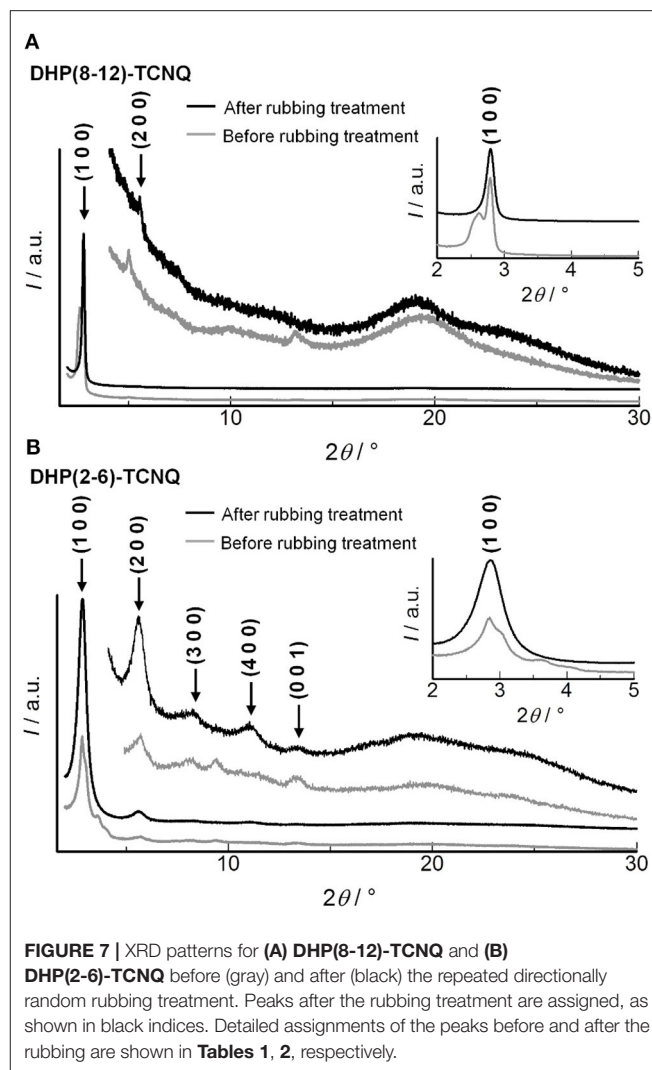 A
DHP(8-12)-TCNQ
After rubbing treatment
Before rubbing treatment
(1 0 0)
(2 0 0)
I / a.u.
10
20
30
2θ / °
(1 0 0)
I / a.u.
2
3
4
5
2θ / °
B
DHP(2-6)-TCNQ
After rubbing treatment
Before rubbing treatment
(1 0 0)
(2 0 0)
(3 0 0)
(4 0 0)
(0 0 1)
I / a.u.
10
20
30
2θ / °
(1 0 0)
I / a.u.
2
3
4
5
2θ / °
FIGURE 7 | XRD patterns for (A) DHP(8-12)-TCNQ and (B)
DHP(2-6)-TCNQ before (gray) and after (black) the repeated directionally
random rubbing treatment. Peaks after the rubbing treatment are assigned, as
shown in black indices. Detailed assignments of the peaks before and after the
rubbing are shown in Tables 1, 2, respectively.